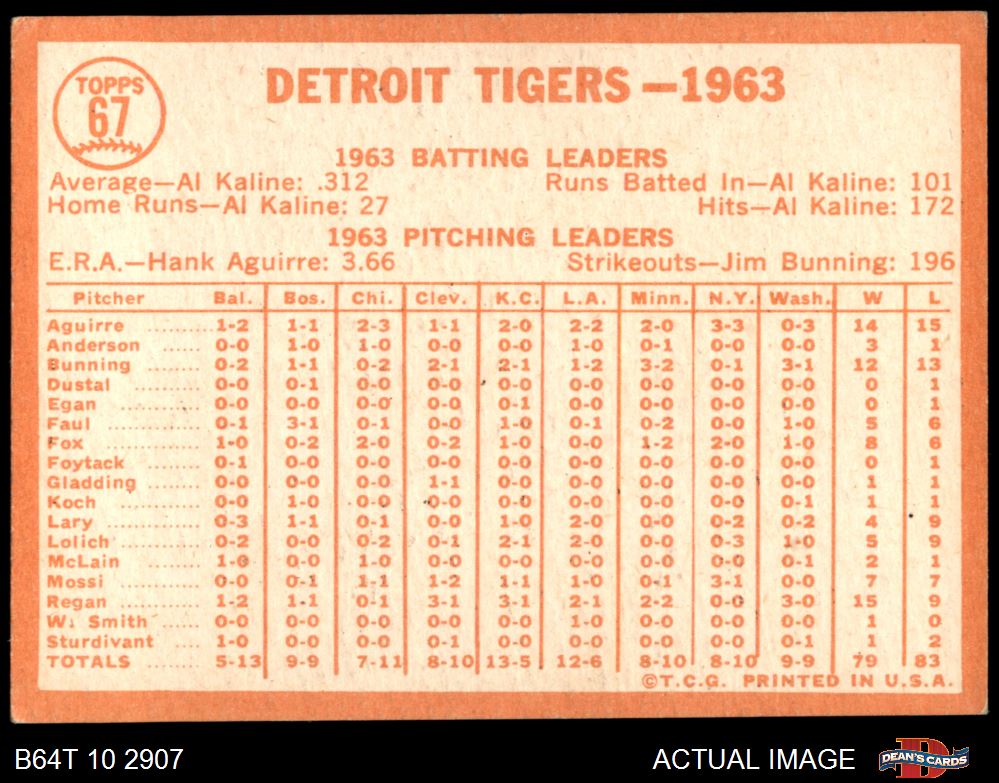 TOPPS
67
DETROIT TIGERS—1963
1963 BATTING LEADERS
Average—Al Kaline: .312 Runs Batted In—Al Kaline: 101
Home Runs—Al Kaline: 27 Hits—Al Kaline: 172
1963 PITCHING LEADERS
E.R.A.—Hank Aguirre: 3.66 Strikeouts—Jim Bunning: 196
Pitcher Bal. Bos. Chi. Clev. K.C. L.A. Minn. N.Y. Wash. W L
Aguirre ........ 1-2 1-1 2-3 1-1 2-0 2-2 2-0 3-3 0-3 14 15
Anderson ...... 0-0 1-0 1-0 0-0 0-0 1-0 0-1 0-0 0-0 3 1
Bunning ........ 0-2 1-1 0-2 2-1 2-1 1-2 3-2 0-1 3-1 12 13
Dustal .......... 0-0 0-1 0-0 0-0 0-0 0-0 0-0 0-0 0-0 0 1
Egan ............ 0-0 0-0 0-0 0-0 0-1 0-0 0-0 0-0 0-0 0 1
Faul .............. 0-1 3-1 0-1 0-0 1-0 0-1 0-2 0-0 1-0 5 6
Fox .............. 1-0 0-2 2-0 0-2 1-0 0-0 1-2 2-0 1-0 8 6
Foytack ........ 0-1 0-0 0-0 0-0 0-0 0-0 0-0 0-0 0-0 0 1
Gladding ...... 0-0 0-0 0-0 1-1 0-0 0-0 0-0 0-0 0-0 1 1
Koch ............ 0-0 1-0 0-0 0-0 0-0 0-0 0-0 0-0 0-1 1 1
Lary .............. 0-3 1-1 0-1 0-0 1-0 2-0 0-0 0-2 0-2 4 9
Lolich ............ 0-2 0-0 0-2 0-1 2-1 2-0 0-0 0-3 1-0 5 9
McLain .......... 1-0 0-0 1-0 0-0 0-0 0-0 0-0 0-0 0-1 2 1
Mossi ............ 0-0 0-1 1-1 1-2 1-1 1-0 0-1 3-1 0-0 7 7
Regan ............ 1-2 1-1 0-1 3-1 3-1 2-1 2-2 0-0 3-0 15 9
W. Smith ...... 0-0 0-0 0-0 0-0 0-0 1-0 0-0 0-0 0-0 1 0
Sturdivant .... 1-0 0-0 0-0 0-1 0-0 0-0 0-0 0-0 0-1 1 2
TOTALS ........ 5-13 9-9 7-11 8-10 13-5 12-6 8-10 8-10 9-9 79 83
©T.C.G. PRINTED IN U.S.A.
B64T 10 2907 ACTUAL IMAGE DEAN'S CARDS